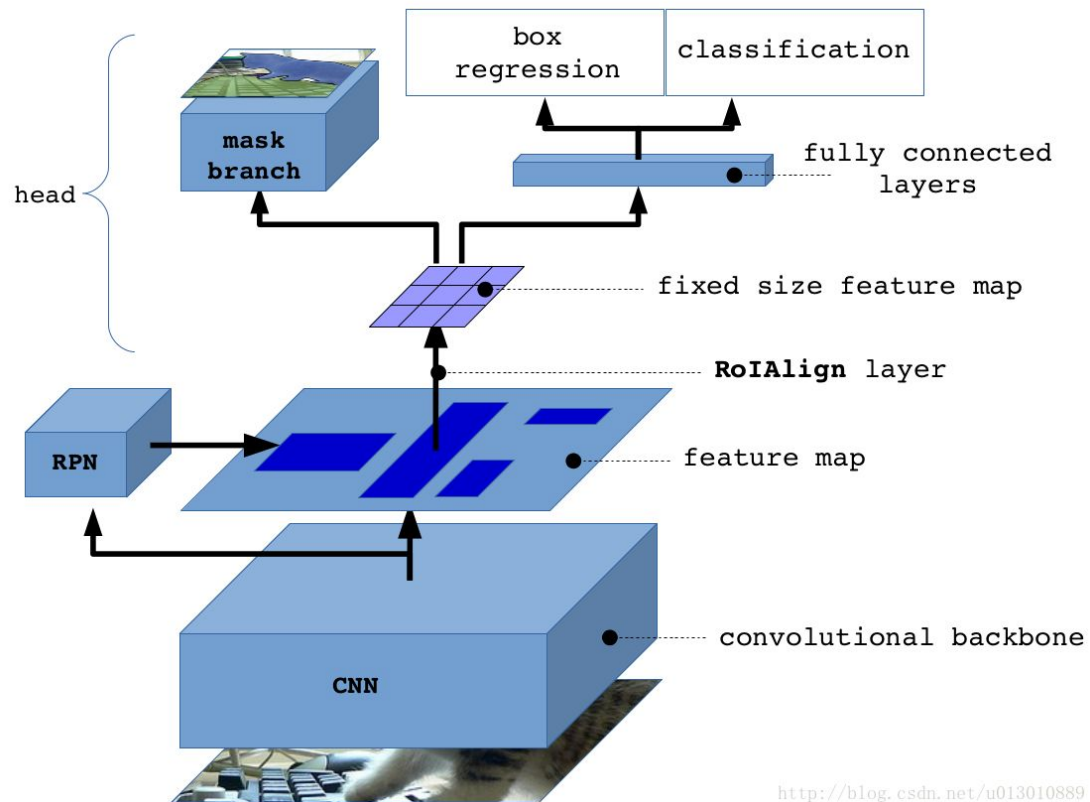 box
regression
classification
mask
branch
fully connected
layers
head
fixed size feature map
RoIAlign layer
RPN
feature map
convolutional backbone
CNN
http://blog.csdn.net/u013010889